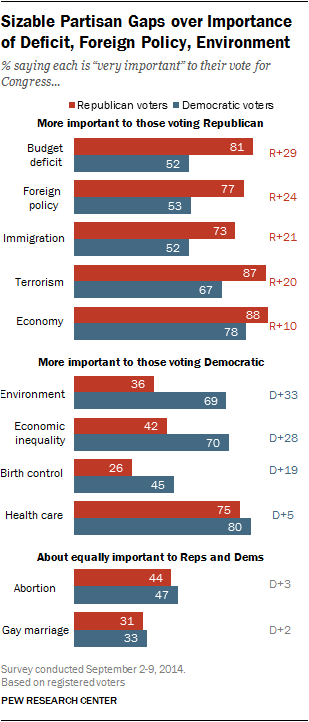 Sizable Partisan Gaps over Importance
of Deficit, Foreign Policy, Environment
% saying each is “very important” to their vote for
Congress...
Republican voters Democratic voters
More important to those voting Republican
Budget
deficit
81
52
R+29
Foreign
policy
77
53
R+24
Immigration
73
52
R+21
Terrorism
87
67
R+20
Economy
88
78
R+10
More important to those voting Democratic
Environment
36
69
D+33
Economic
inequality
42
70
D+28
Birth control
26
45
D+19
Health care
75
80
D+5
About equally important to Reps and Dems
Abortion
44
47
D+3
Gay marriage
31
33
D+2
Survey conducted September 2-9, 2014.
Based on registered voters
PEW RESEARCH CENTER